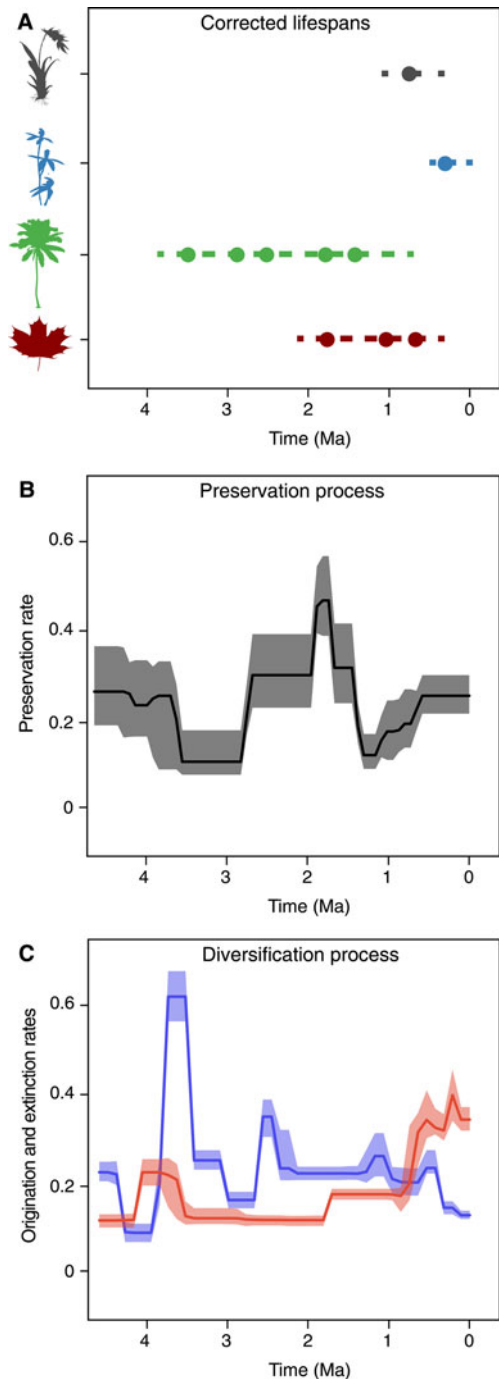 A Corrected lifespans
4 3 2 1 0
Time (Ma)
B Preservation process
Preservation rate
0.6
0.4
0.2
0
4 3 2 1 0
Time (Ma)
C Diversification process
Origination and extinction rates
0.6
0.4
0.2
0
4 3 2 1 0
Time (Ma)